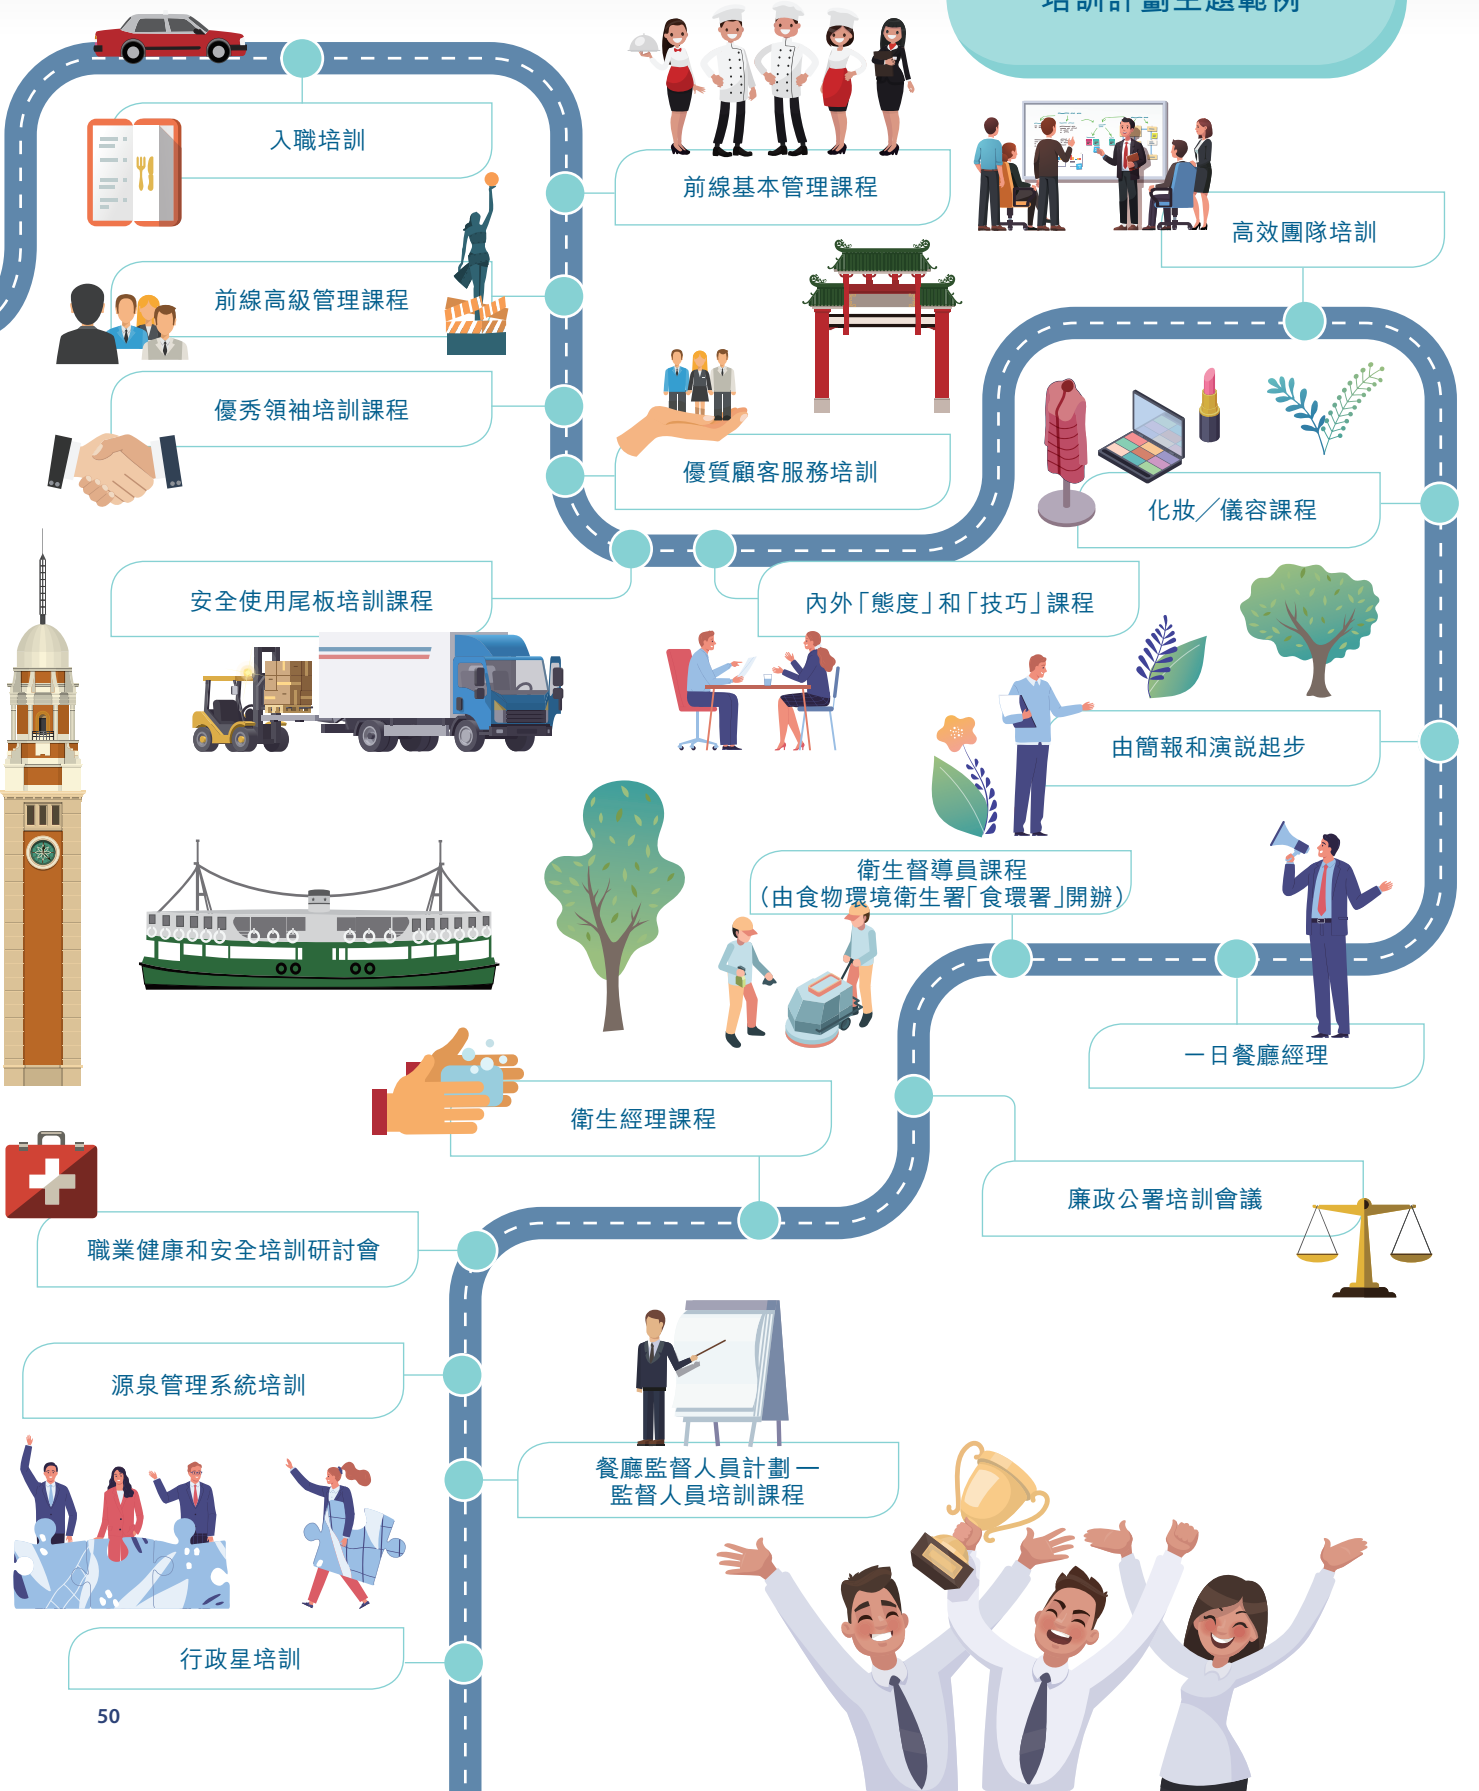 培訓計劃主題範例
入職培訓
前線基本管理課程
高效團隊培訓
前線高級管理課程
優秀領袖培訓課程
優質顧客服務培訓
化妝／儀容課程
安全使用尾板培訓課程
內外「態度」和「技巧」課程
由簡報和演説起步
衛生督導員課程
（由食物環境衛生署「食環署」開辦）
一日餐廳經理
衛生經理課程
廉政公署培訓會議
職業健康和安全培訓研討會
源泉管理系統培訓
餐廳監督人員計劃 —
監督人員培訓課程
行政星培訓
50